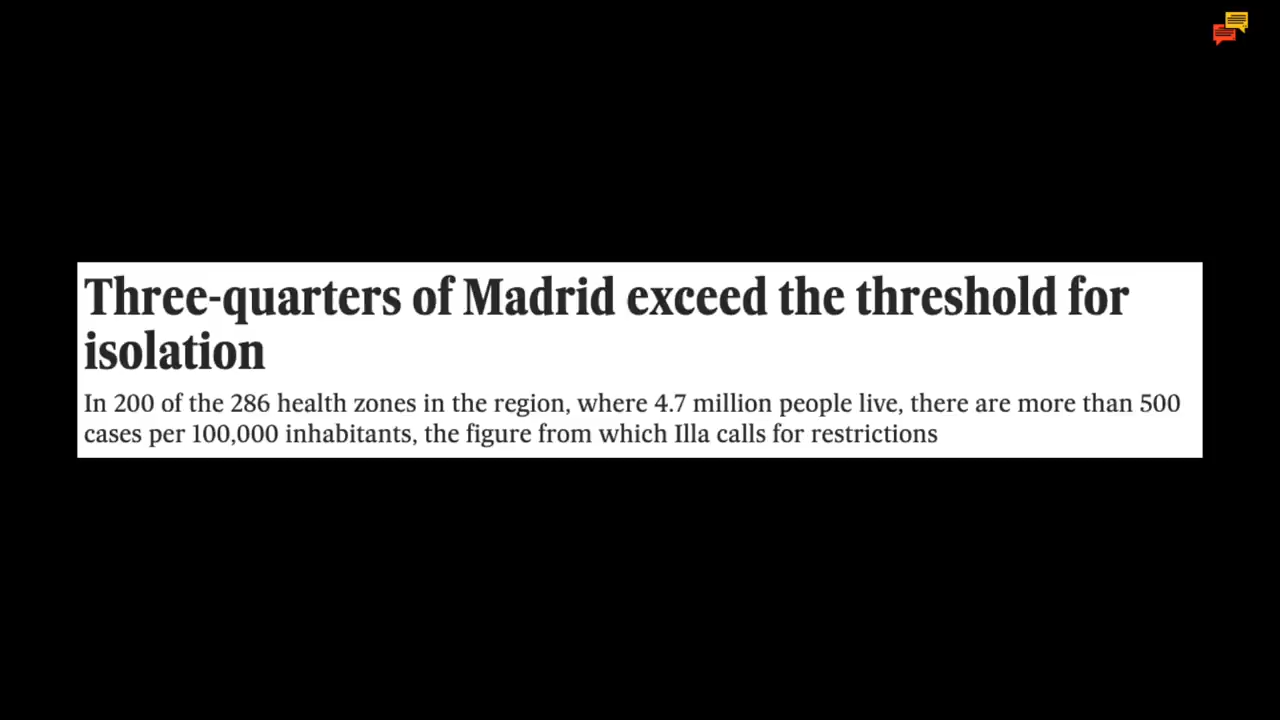 Three-quarters of Madrid exceed the threshold for
isolation
In 200 of the 286 health zones in the region, where 4.7 million people live, there are more than 500
cases per 100,000 inhabitants, the figure from which Illa calls for restrictions